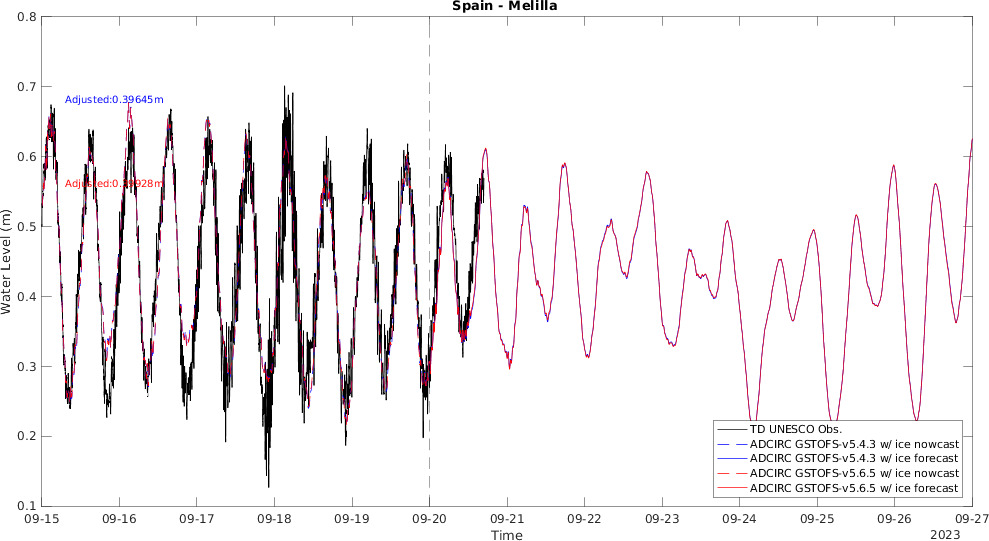 Spain - Melilla
0.8
0.7
0.6
0.5
0.4
0.3
0.2
0.1
Water Level (m)
Adjusted:0.39645m
Adjusted:0.39928m
TD UNESCO Obs.
ADCIRC GSTOFS-v5.4.3 w/ ice nowcast
ADCIRC GSTOFS-v5.4.3 w/ ice forecast
ADCIRC GSTOFS-v5.6.5 w/ ice nowcast
ADCIRC GSTOFS-v5.6.5 w/ ice forecast
09-15 09-16 09-17 09-18 09-19 09-20 09-21 09-22 09-23 09-24 09-25 09-26 09-27
Time
2023